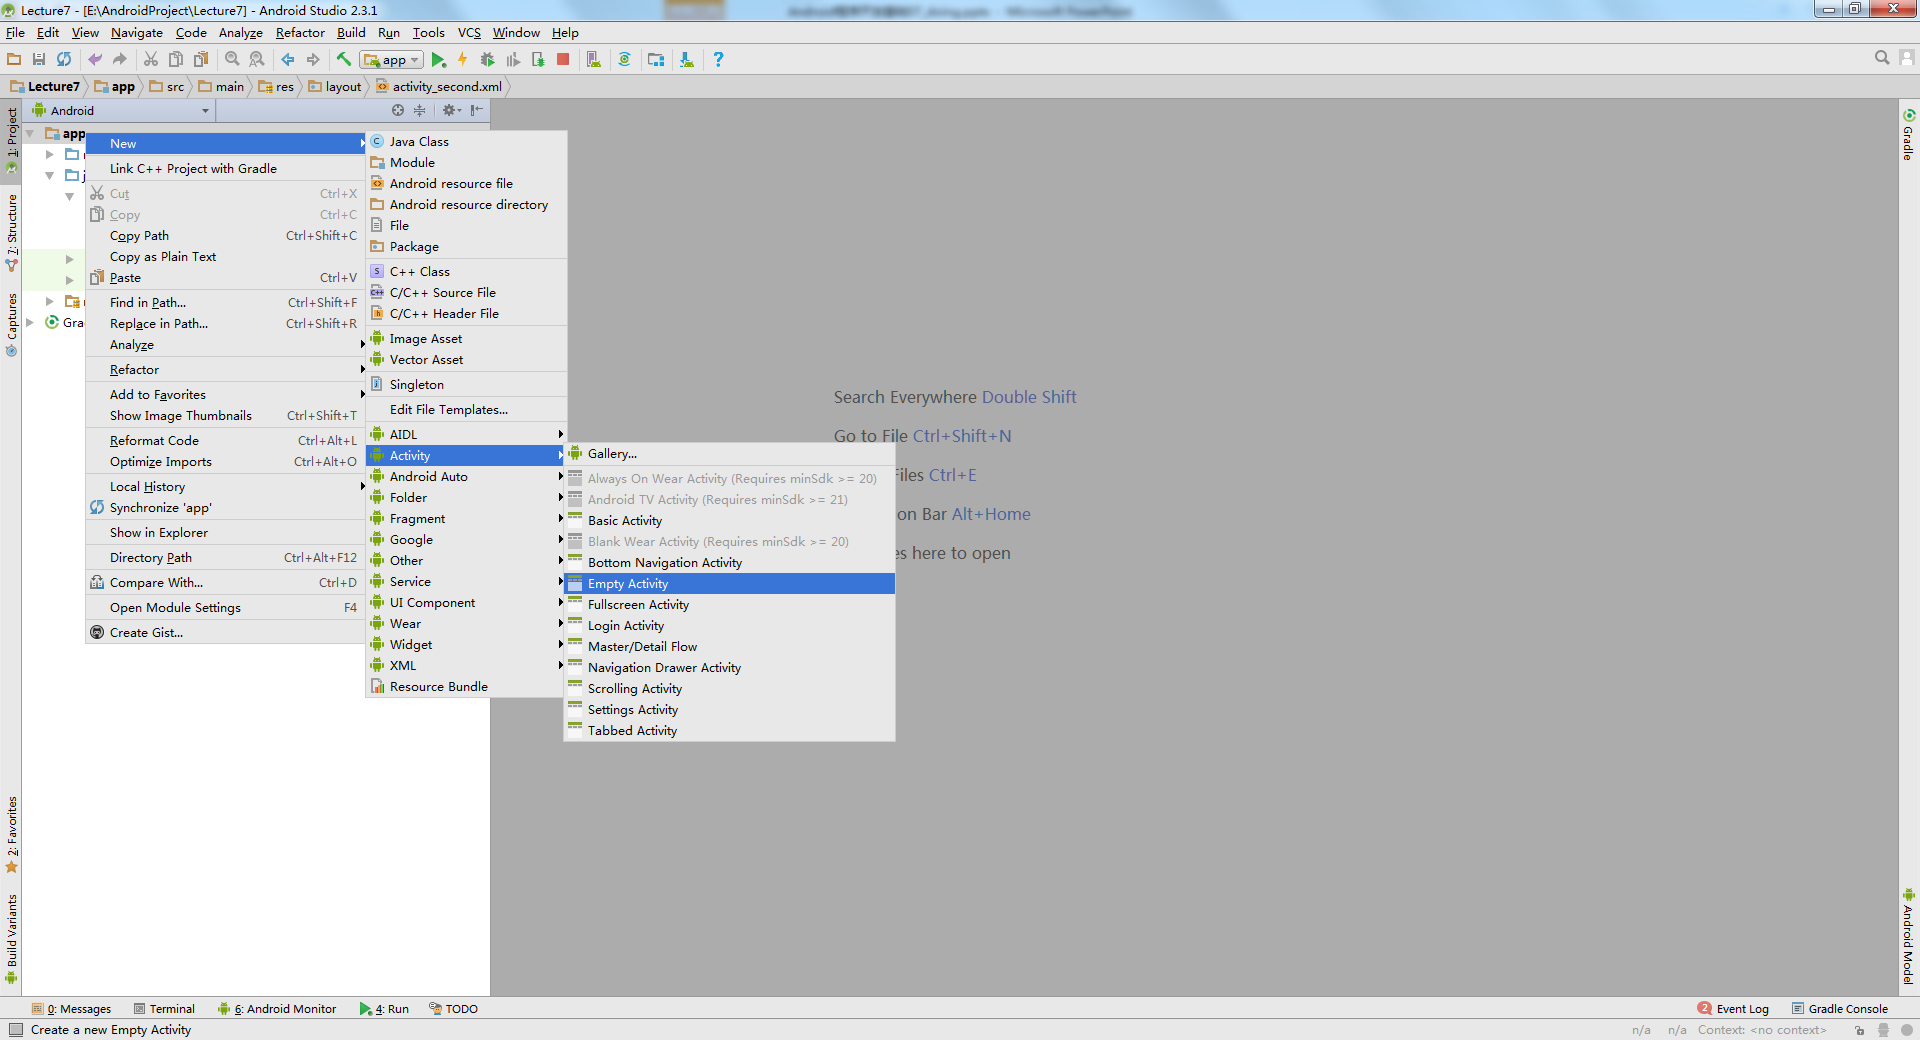 Lecture7 - [E:\AndroidProject\Lecture7] - Android Studio 2.3.1
File Edit View Navigate Code Analyze Refactor Build Run Tools VCS Window Help
app
Lecture7 app src main res layout activity_second.xml
1: Project
7: Structure
Captures
2: Favorites
Build Variants
Android
app
Gra
New
Link C++ Project with Gradle
Cut Ctrl+X
Copy Ctrl+C
Copy Path Ctrl+Shift+C
Copy as Plain Text
Paste Ctrl+V
Find in Path... Ctrl+Shift+F
Replace in Path... Ctrl+Shift+R
Analyze
Refactor
Add to Favorites
Show Image Thumbnails Ctrl+Shift+T
Reformat Code Ctrl+Alt+L
Optimize Imports Ctrl+Alt+O
Local History
Synchronize 'app'
Show in Explorer
Directory Path Ctrl+Alt+F12
Compare With... Ctrl+D
Open Module Settings F4
Create Gist...
Java Class
Module
Android resource file
Android resource directory
File
Package
C++ Class
C/C++ Source File
C/C++ Header File
Image Asset
Vector Asset
Singleton
Edit File Templates...
AIDL
Activity
Android Auto
Folder
Fragment
Google
Other
Service
UI Component
Wear
Widget
XML
Resource Bundle
Gallery...
Always On Wear Activity (Requires minSdk >= 20)
Android TV Activity (Requires minSdk >= 21)
Basic Activity
Blank Wear Activity (Requires minSdk >= 20)
Bottom Navigation Activity
Empty Activity
Fullscreen Activity
Login Activity
Master/Detail Flow
Navigation Drawer Activity
Scrolling Activity
Settings Activity
Tabbed Activity
Search Everywhere Double Shift
Go to File Ctrl+Shift+N
Files Ctrl+E
on Bar Alt+Home
es here to open
Gradle
Android Model
0: Messages Terminal 6: Android Monitor 4: Run TODO
2 Event Log Gradle Console
Create a new Empty Activity
n/a n/a Context: <no context>